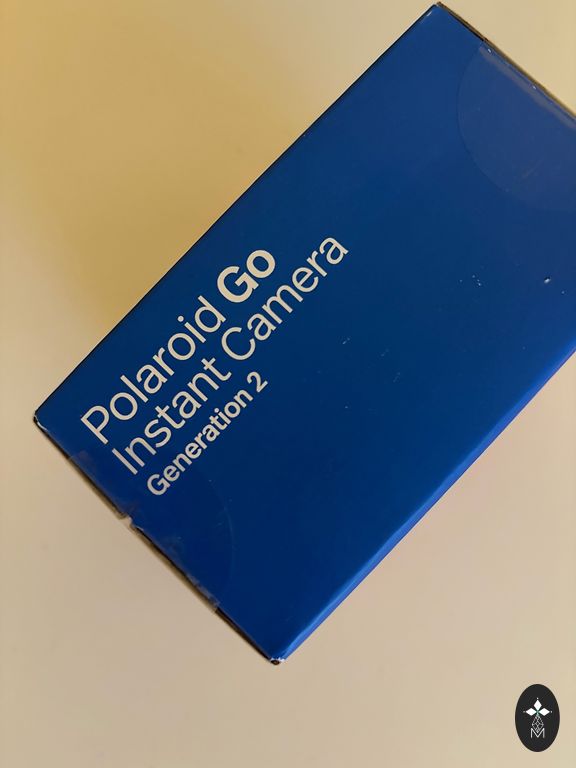 Polaroid Go
Instant Camera
Generation 2
M